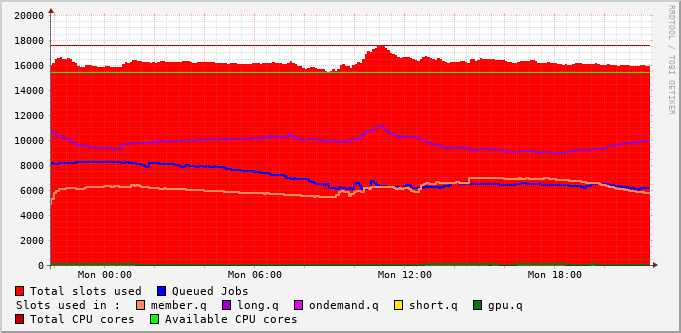 20000
18000
16000
14000
12000
10000
8000
6000
4000
2000
0
Mon 00:00 Mon 06:00 Mon 12:00 Mon 18:00
Total slots used Queued Jobs
Slots used in : member.q long.q ondemand.q short.q gpu.q
Total CPU cores Available CPU cores
RRDTOOL / TOBI OETIKER